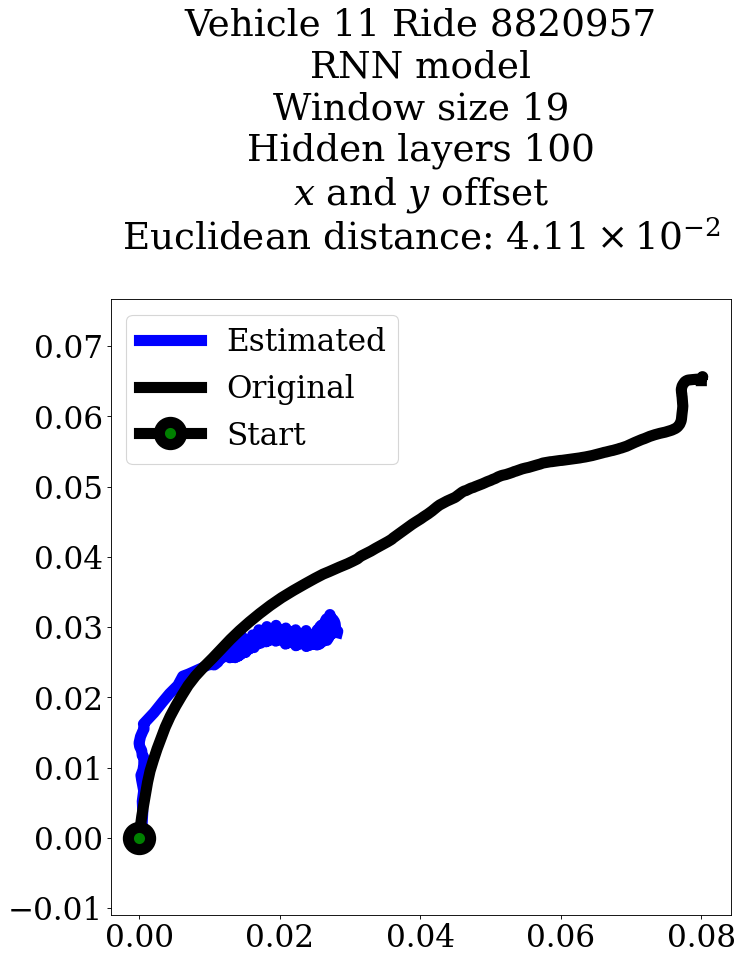 Vehicle 11 Ride 8820957
RNN model
Window size 19
Hidden layers 100
x and y offset
Euclidean distance: 4.11 × 10⁻²
Estimated
Original
Start
0.07
0.06
0.05
0.04
0.03
0.02
0.01
0.00
−0.01
0.00 0.02 0.04 0.06 0.08